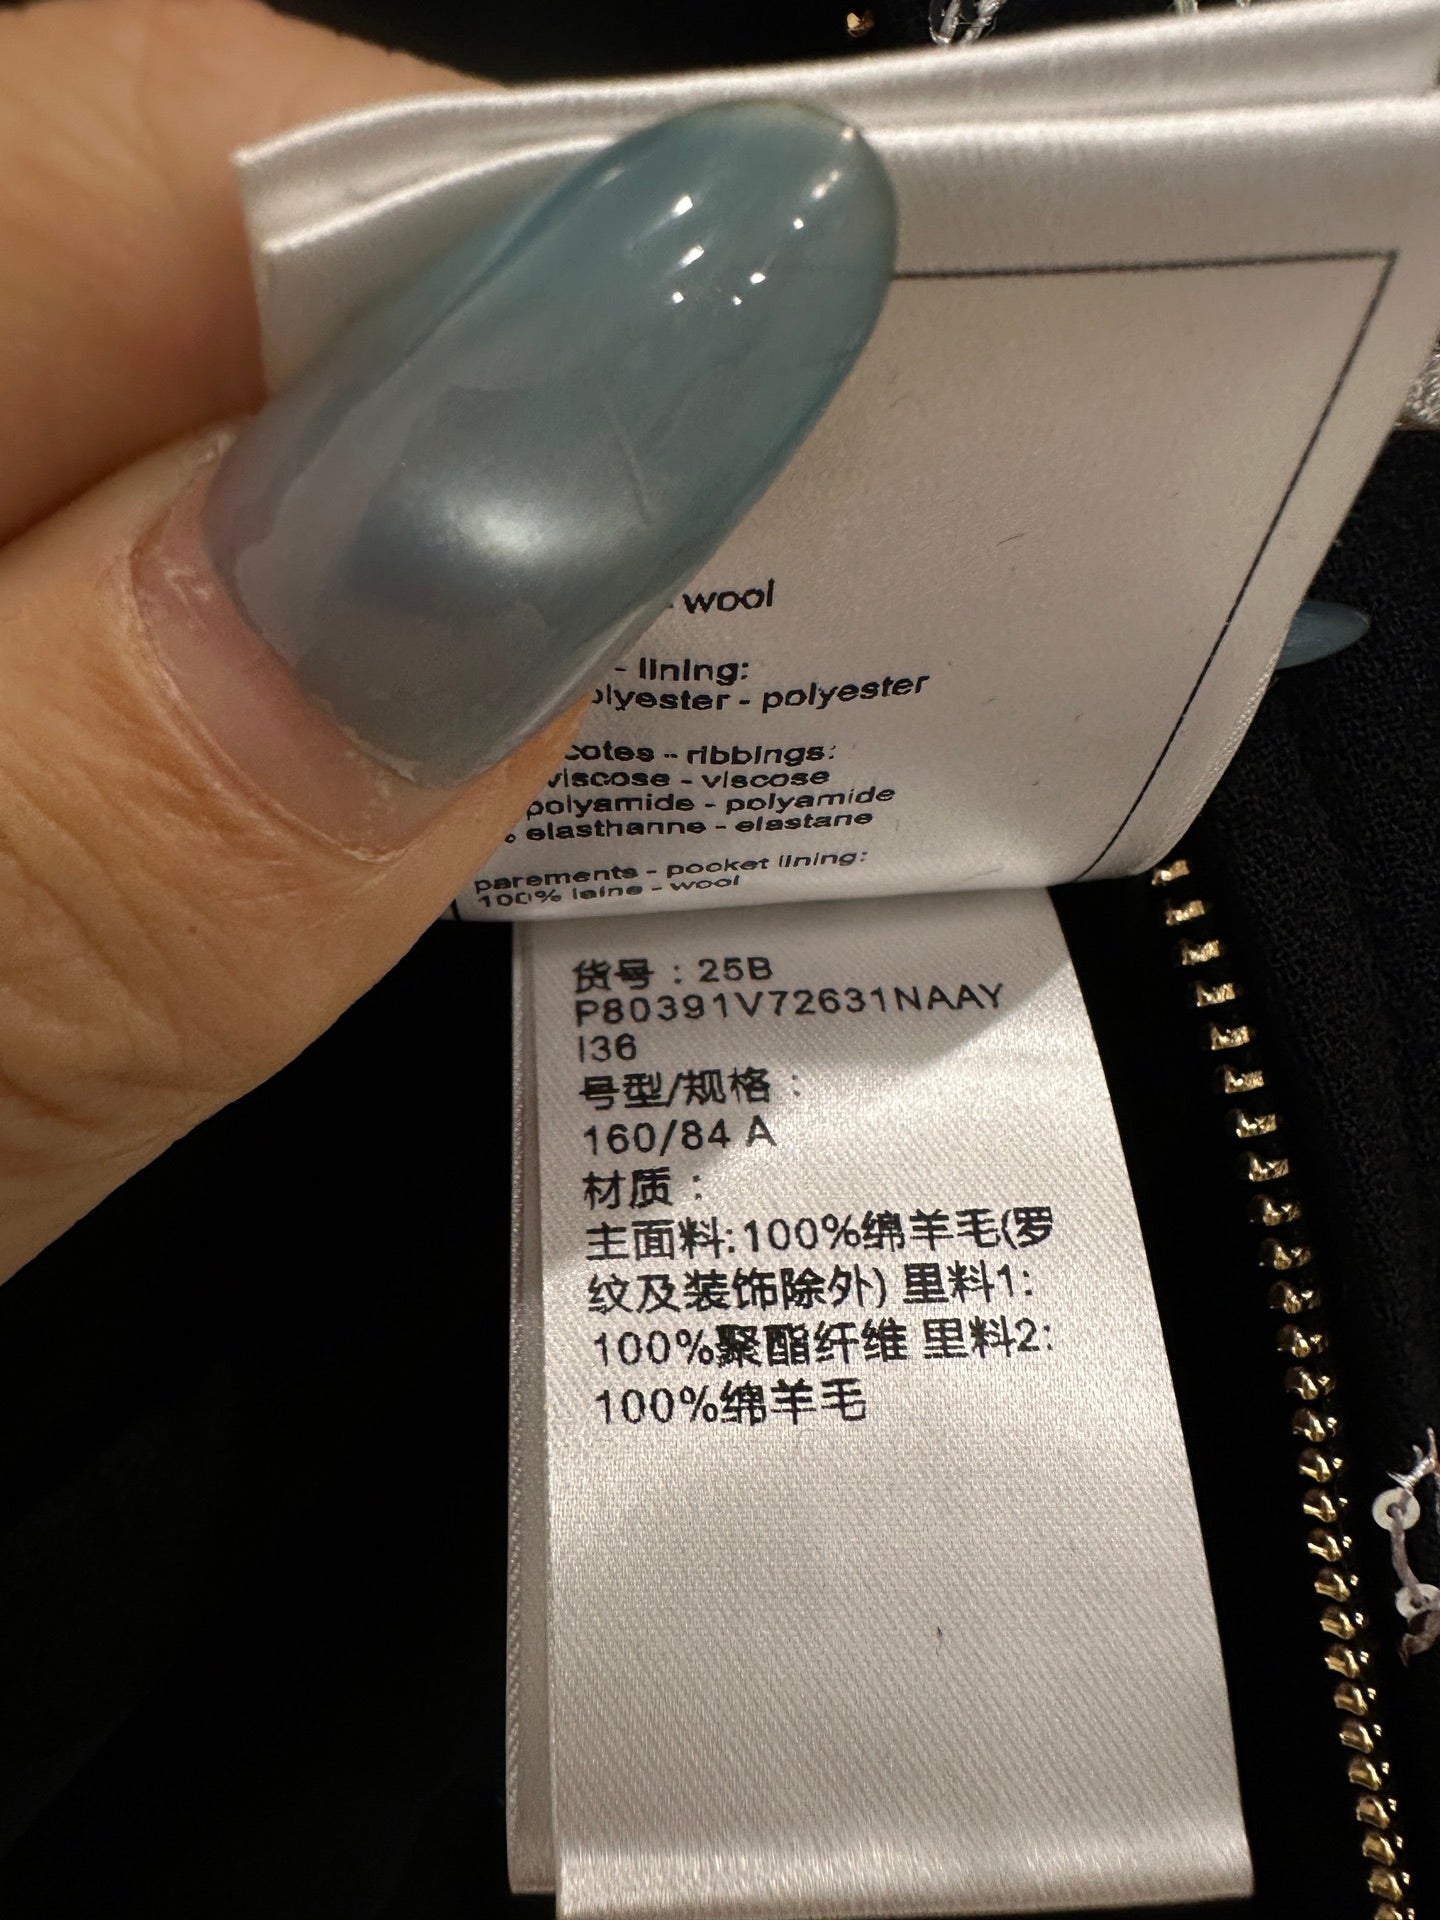 - wool
- lining:
polyester - polyester
cotes - ribbings:
viscose - viscose
polyamide - polyamide
% elasthanne - elastane
parements - pocket lining:
100% laine - wool
货号：25B
P80391V72631NAAY
I36
号型/规格：
160/84 A
材质：
主面料:100%绵羊毛(罗
纹及装饰除外) 里料1:
100%聚酯纤维 里料2:
100%绵羊毛